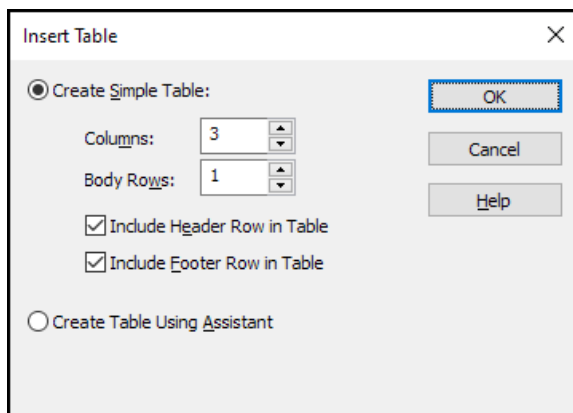 Insert Table
Create Simple Table:
OK
Columns: 3
Cancel
Body Rows: 1
Help
Include Header Row in Table
Include Footer Row in Table
Create Table Using Assistant